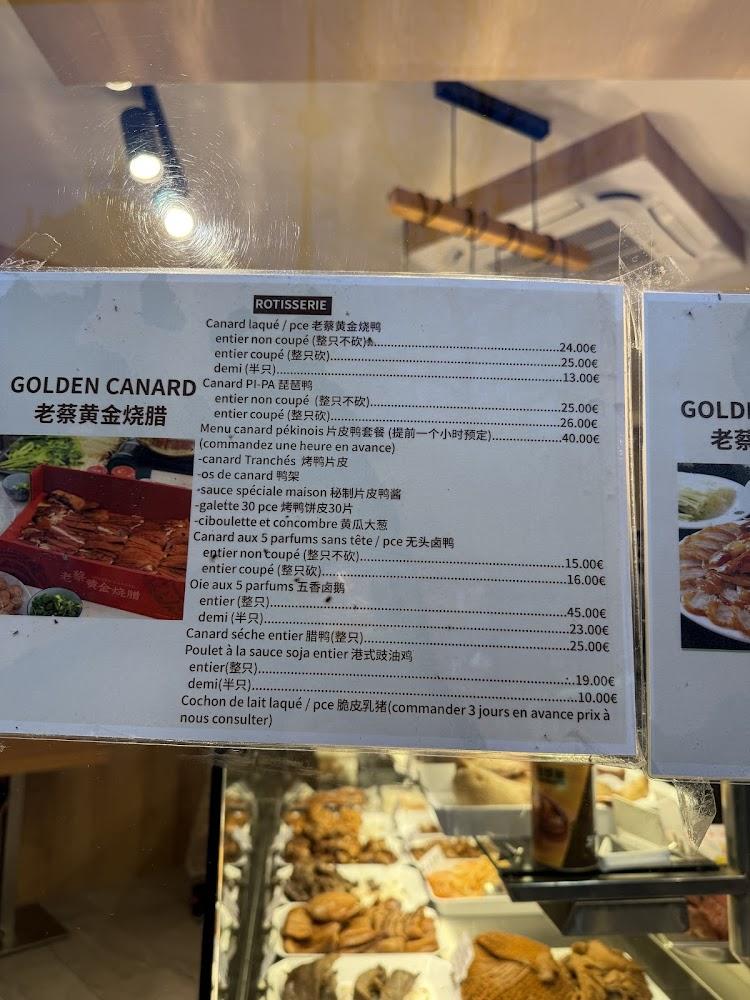 ROTISSERIE
GOLDEN CANARD
老蔡黄金烧腊
Canard laqué / pce 老蔡黄金烧鸭
entier non coupé (整只不砍)..........24.00€
entier coupé (整只砍)..........25.00€
demi (半只)..........13.00€
Canard PI-PA 琵琶鸭
entier non coupé (整只不砍)..........25.00€
entier coupé (整只砍)..........26.00€
Menu canard pékinois 片皮鸭套餐 (提前一个小时预定)..........40.00€
(commandez une heure en avance)
-canard Tranchés 烤鸭片皮
-os de canard 鸭架
-sauce spéciale maison 秘制片皮鸭酱
-galette 30 pce 烤鸭饼皮30片
-ciboulette et concombre 黄瓜大葱
Canard aux 5 parfums sans tête / pce 无头卤鸭
entier non coupé (整只不砍)..........15.00€
entier coupé (整只砍)..........16.00€
Oie aux 5 parfums 五香卤鹅
entier (整只)..........45.00€
demi (半只)..........23.00€
Canard séche entier 腊鸭(整只)..........25.00€
Poulet à la sauce soja entier 港式豉油鸡
entier(整只)..........19.00€
demi(半只)..........10.00€
Cochon de lait laqué / pce 脆皮乳猪(commander 3 jours en avance prix à
nous consulter)
老蔡黄金烧腊
GOLD
老蔡